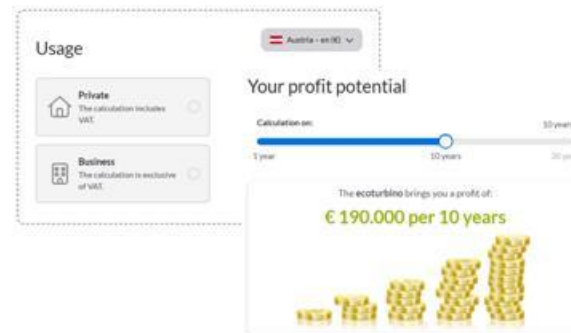 Usage
Austria - en (€)
Private
The calculation includes
VAT.
Business
The calculation is exclusive
of VAT.
Your profit potential
Calculation on:
10 years
1 year
10 years
The ecoturbino brings you a profit of:
€ 190.000 per 10 years